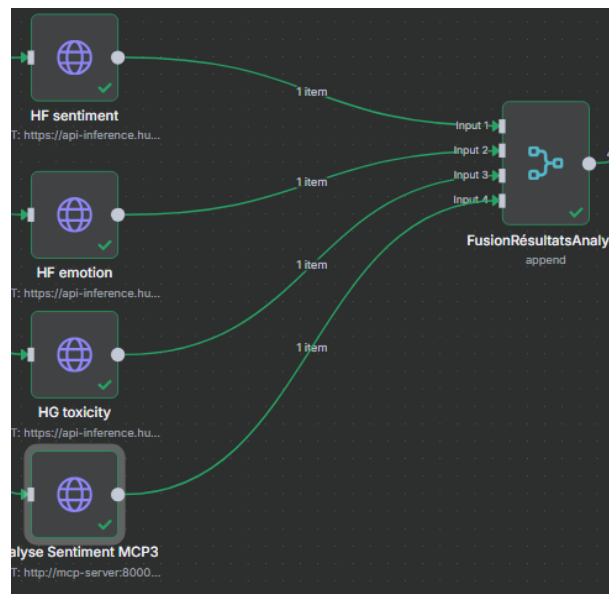 HF sentiment
T: https://api-inference.hu...
1 item
HF emotion
T: https://api-inference.hu...
1 item
HG toxicity
T: https://api-inference.hu...
1 item
alyse Sentiment MCP3
T: http://mcp-server:8000...
1 item
Input 1
Input 2
Input 3
Input 4
FusionRésultatsAnaly
append